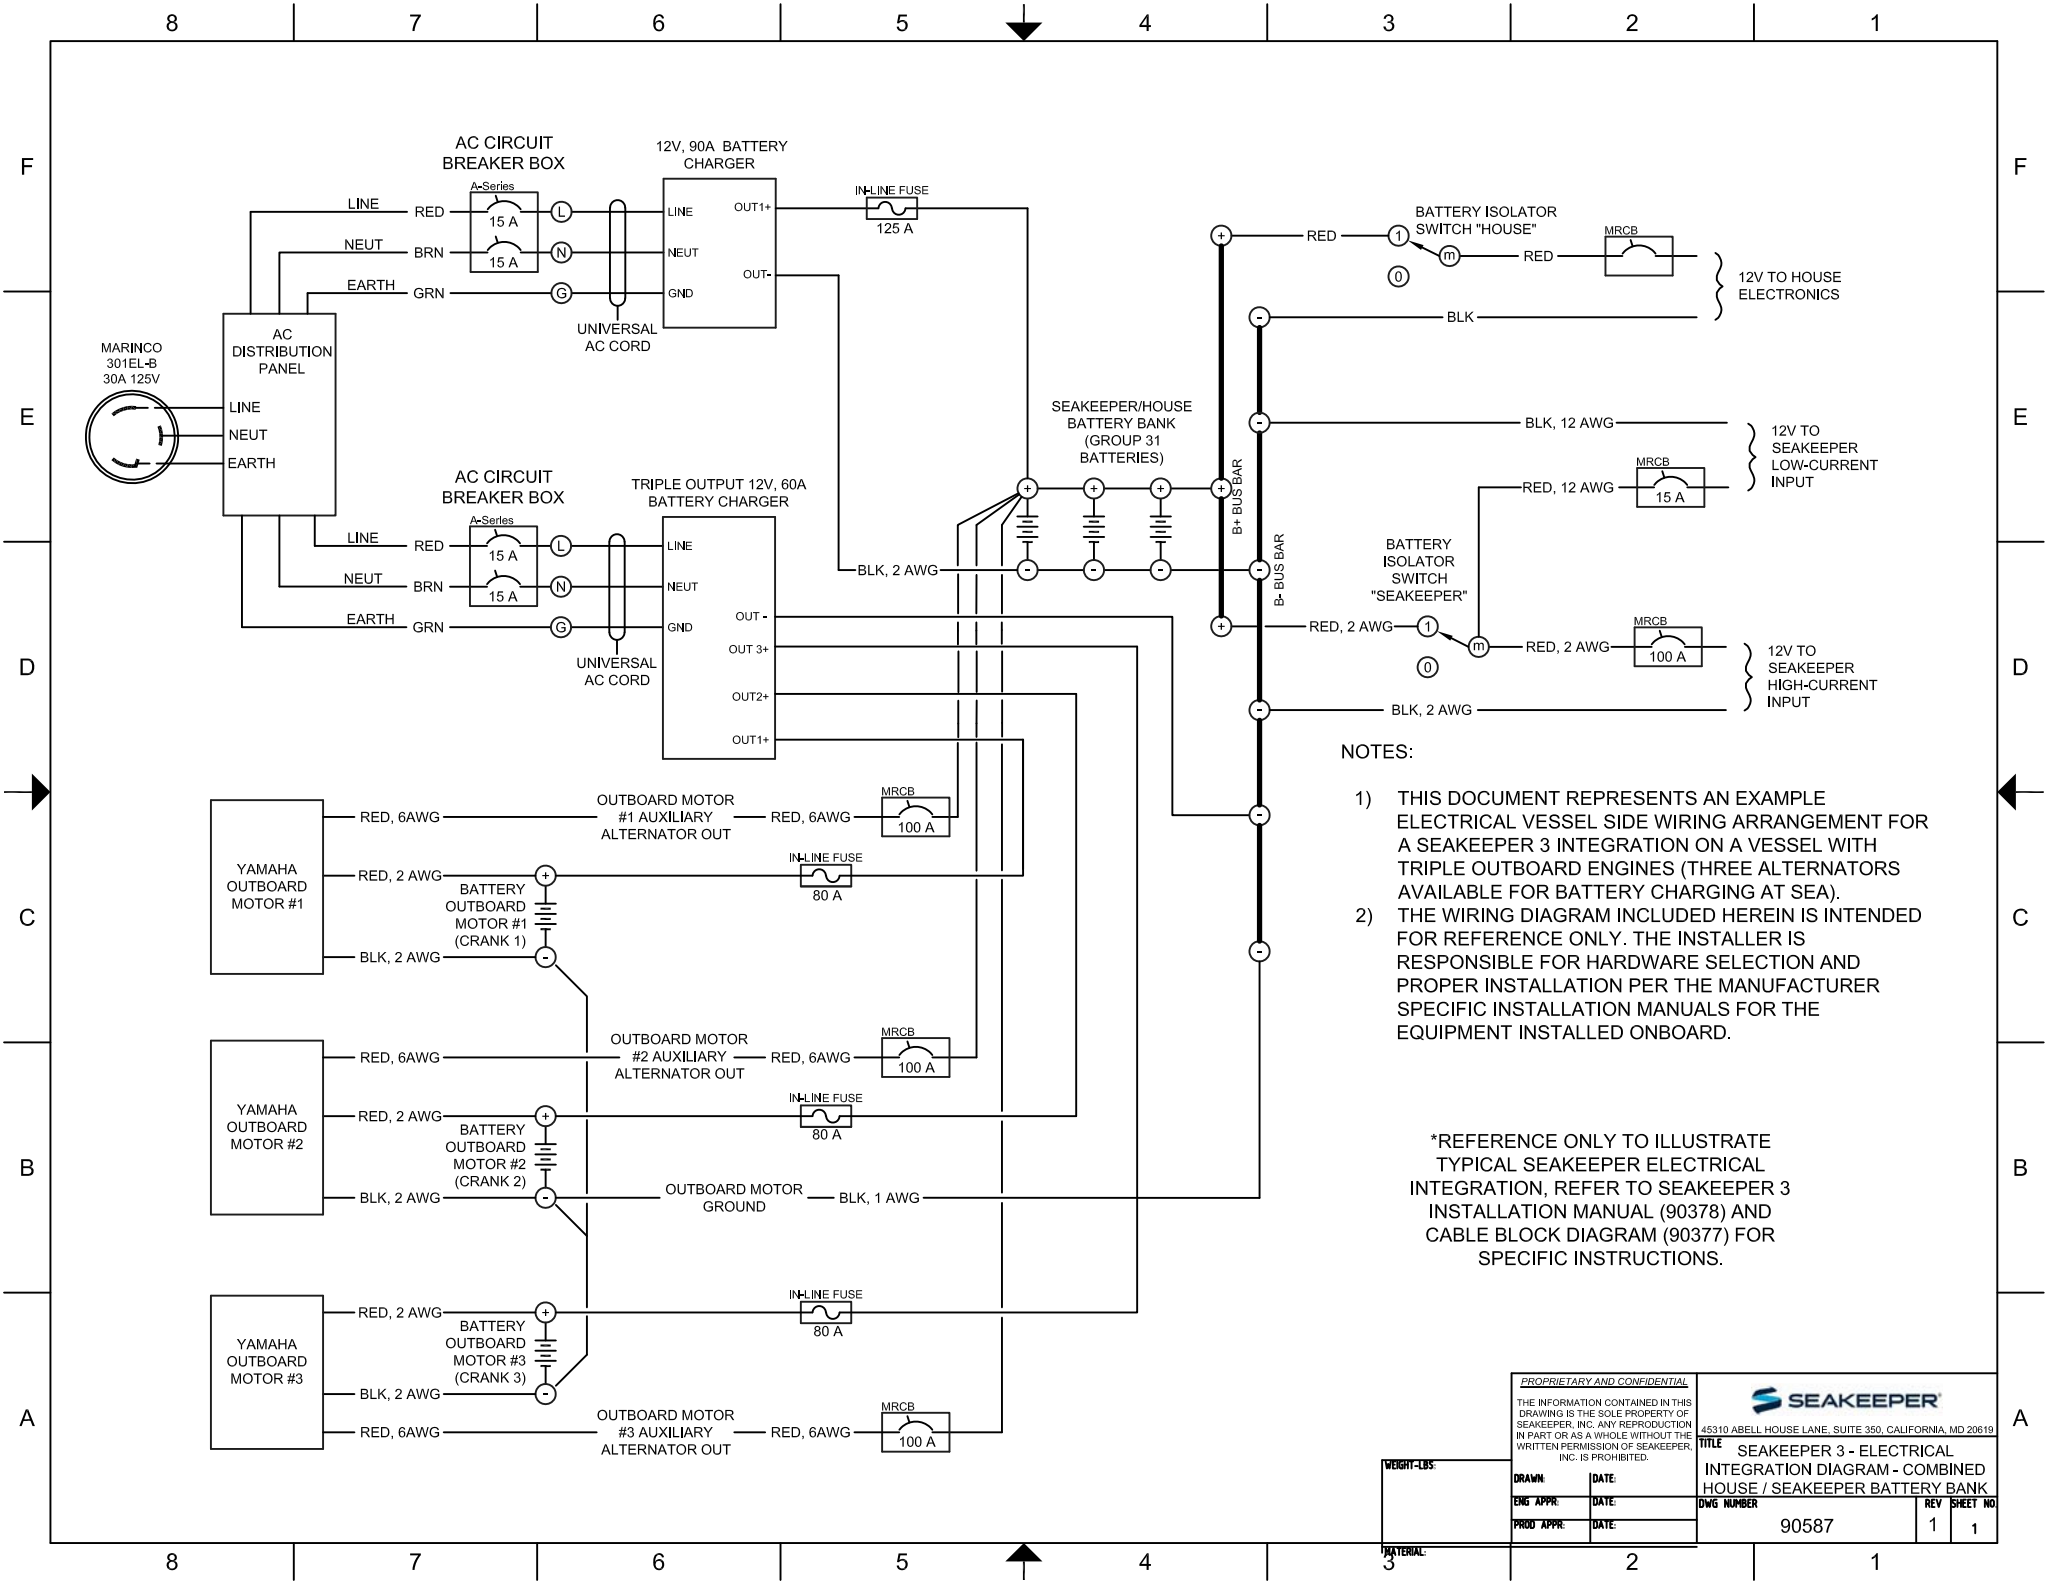 8 7 6 5 4 3 2 1
F
F
AC CIRCUIT
BREAKER BOX
A-Series
LINE
RED
15 A
L
NEUT
BRN
15 A
N
EARTH
GRN
G
UNIVERSAL
AC CORD
12V, 90A BATTERY
CHARGER
LINE
NEUT
GND
OUT1+
OUT-
IN-LINE FUSE
125 A
BATTERY ISOLATOR
SWITCH "HOUSE"
+
RED
1
m
0
RED
MRCB
12V TO HOUSE
ELECTRONICS
-
BLK
MARINCO
301EL-B
30A 125V
AC
DISTRIBUTION
PANEL
LINE
NEUT
EARTH
E
E
SEAKEEPER/HOUSE
BATTERY BANK
(GROUP 31
BATTERIES)
+ + + +
- - - -
B+ BUS BAR
B- BUS BAR
-
BLK, 12 AWG
12V TO
SEAKEEPER
LOW-CURRENT
INPUT
RED, 12 AWG
MRCB
15 A
AC CIRCUIT
BREAKER BOX
A-Series
LINE
RED
15 A
L
NEUT
BRN
15 A
N
EARTH
GRN
G
UNIVERSAL
AC CORD
TRIPLE OUTPUT 12V, 60A
BATTERY CHARGER
LINE
NEUT
GND
OUT -
OUT 3+
OUT2+
OUT1+
BLK, 2 AWG
BATTERY
ISOLATOR
SWITCH
"SEAKEEPER"
+
RED, 2 AWG
1
m
0
RED, 2 AWG
MRCB
100 A
12V TO
SEAKEEPER
HIGH-CURRENT
INPUT
-
BLK, 2 AWG
D
D
NOTES:
1) THIS DOCUMENT REPRESENTS AN EXAMPLE
ELECTRICAL VESSEL SIDE WIRING ARRANGEMENT FOR
A SEAKEEPER 3 INTEGRATION ON A VESSEL WITH
TRIPLE OUTBOARD ENGINES (THREE ALTERNATORS
AVAILABLE FOR BATTERY CHARGING AT SEA).
2) THE WIRING DIAGRAM INCLUDED HEREIN IS INTENDED
FOR REFERENCE ONLY. THE INSTALLER IS
RESPONSIBLE FOR HARDWARE SELECTION AND
PROPER INSTALLATION PER THE MANUFACTURER
SPECIFIC INSTALLATION MANUALS FOR THE
EQUIPMENT INSTALLED ONBOARD.
YAMAHA
OUTBOARD
MOTOR #1
RED, 6AWG
OUTBOARD MOTOR
#1 AUXILIARY
ALTERNATOR OUT
RED, 6AWG
MRCB
100 A
RED, 2 AWG
+
IN-LINE FUSE
80 A
BATTERY
OUTBOARD
MOTOR #1
(CRANK 1)
BLK, 2 AWG
-
-
-
C
C
YAMAHA
OUTBOARD
MOTOR #2
RED, 6AWG
OUTBOARD MOTOR
#2 AUXILIARY
ALTERNATOR OUT
RED, 6AWG
MRCB
100 A
RED, 2 AWG
+
IN-LINE FUSE
80 A
BATTERY
OUTBOARD
MOTOR #2
(CRANK 2)
BLK, 2 AWG
-
OUTBOARD MOTOR
GROUND
BLK, 1 AWG
B
B
*REFERENCE ONLY TO ILLUSTRATE
TYPICAL SEAKEEPER ELECTRICAL
INTEGRATION, REFER TO SEAKEEPER 3
INSTALLATION MANUAL (90378) AND
CABLE BLOCK DIAGRAM (90377) FOR
SPECIFIC INSTRUCTIONS.
YAMAHA
OUTBOARD
MOTOR #3
RED, 2 AWG
+
IN-LINE FUSE
80 A
BATTERY
OUTBOARD
MOTOR #3
(CRANK 3)
BLK, 2 AWG
-
RED, 6AWG
OUTBOARD MOTOR
#3 AUXILIARY
ALTERNATOR OUT
RED, 6AWG
MRCB
100 A
A
A
PROPRIETARY AND CONFIDENTIAL
THE INFORMATION CONTAINED IN THIS
DRAWING IS THE SOLE PROPERTY OF
SEAKEEPER, INC. ANY REPRODUCTION
IN PART OR AS A WHOLE WITHOUT THE
WRITTEN PERMISSION OF SEAKEEPER,
INC. IS PROHIBITED.
SEAKEEPER
45310 ABELL HOUSE LANE, SUITE 350, CALIFORNIA, MD 20619
TITLE
SEAKEEPER 3 - ELECTRICAL
INTEGRATION DIAGRAM - COMBINED
HOUSE / SEAKEEPER BATTERY BANK
WEIGHT-LBS:
DRAWN: DATE:
ENG APPR: DATE:
PROD APPR: DATE:
DWG NUMBER
90587
REV
1
SHEET NO.
1
MATERIAL:
8 7 6 5 4 3 2 1